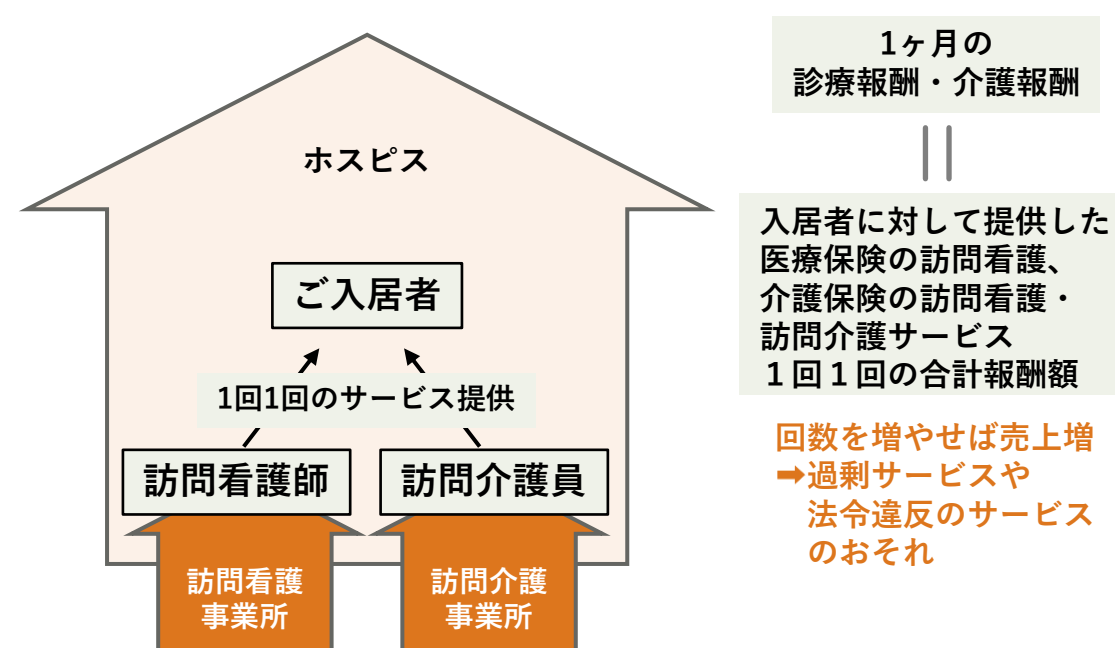 ホスピス
ご入居者
1回1回のサービス提供
訪問看護師
訪問介護員
訪問看護
事業所
訪問介護
事業所
1ヶ月の
診療報酬・介護報酬
入居者に対して提供した
医療保険の訪問看護、
介護保険の訪問看護・
訪問介護サービス
１回１回の合計報酬額
回数を増やせば売上増
➡過剰サービスや
法令違反のサービス
のおそれ